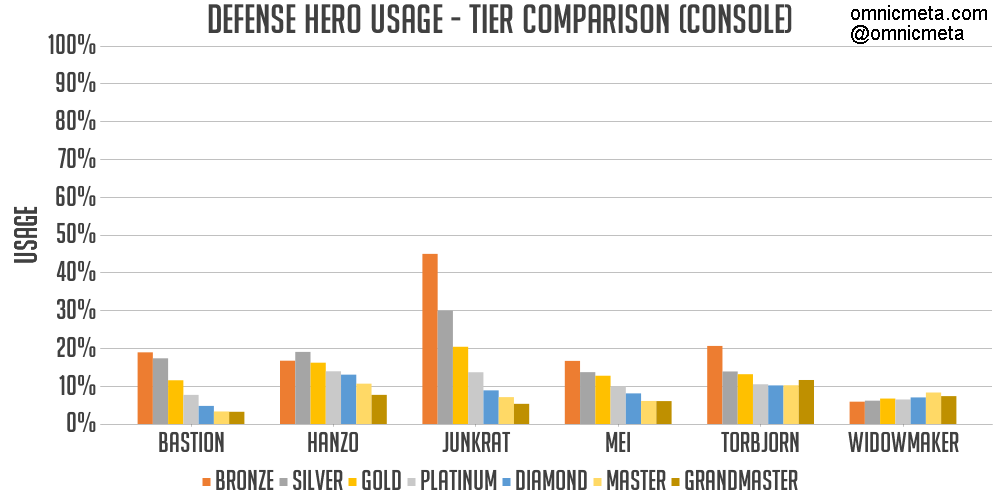 DEFENSE HERO USAGE - TIER COMPARISON (CONSOLE)
omnicmeta.com
@omnicmeta
100%
90%
80%
70%
60%
50%
40%
30%
20%
10%
0%
USAGE
BASTION HANZO JUNKRAT MEI TORBJORN WIDOWMAKER
BRONZE SILVER GOLD PLATINUM DIAMOND MASTER GRANDMASTER